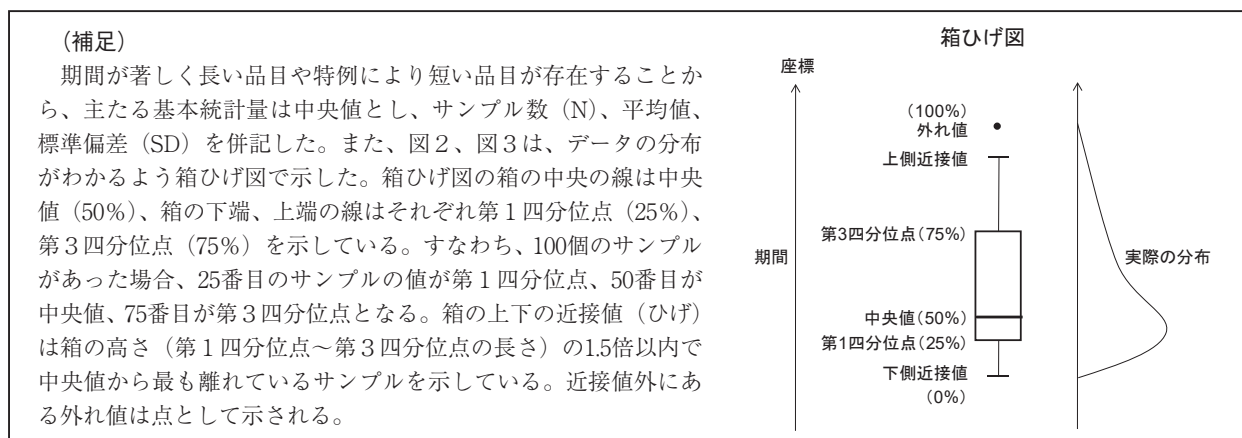 （補足）
期間が著しく長い品目や特例により短い品目が存在することか
ら、主たる基本統計量は中央値とし、サンプル数（N）、平均値、
標準偏差（SD）を併記した。また、図２、図３は、データの分布
がわかるよう箱ひげ図で示した。箱ひげ図の箱の中央の線は中央
値（50％）、箱の下端、上端の線はそれぞれ第１四分位点（25％）、
第３四分位点（75％）を示している。すなわち、100個のサンプル
があった場合、25番目のサンプルの値が第１四分位点、50番目が
中央値、75番目が第３四分位点となる。箱の上下の近接値（ひげ）
は箱の高さ（第１四分位点～第３四分位点の長さ）の1.5倍以内で
中央値から最も離れているサンプルを示している。近接値外にあ
る外れ値は点として示される。
箱ひげ図
座標
（100%）
外れ値
上側近接値
第3四分位点(75%)
期間
実際の分布
中央値(50%)
第1四分位点(25%)
下側近接値
（0%）